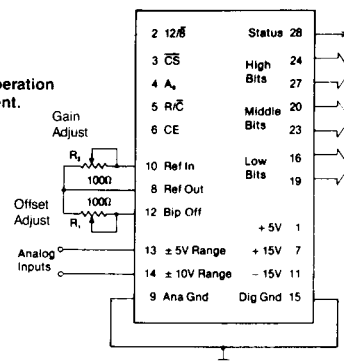 peration
ent.
Gain
Adjust
R₂
100Ω
100Ω
Offset
Adjust
R₁
Analog
Inputs
2 12/8̅
3 C̅S̅
4 A₀
5 R/C̅
6 CE
10 Ref In
8 Ref Out
12 Bip Off
13 ± 5V Range
14 ± 10V Range
9 Ana Gnd
Status 28
High
Bits
24
27
Middle
Bits
20
23
Low
Bits
16
19
+ 5V 1
+ 15V 7
− 15V 11
Dig Gnd 15